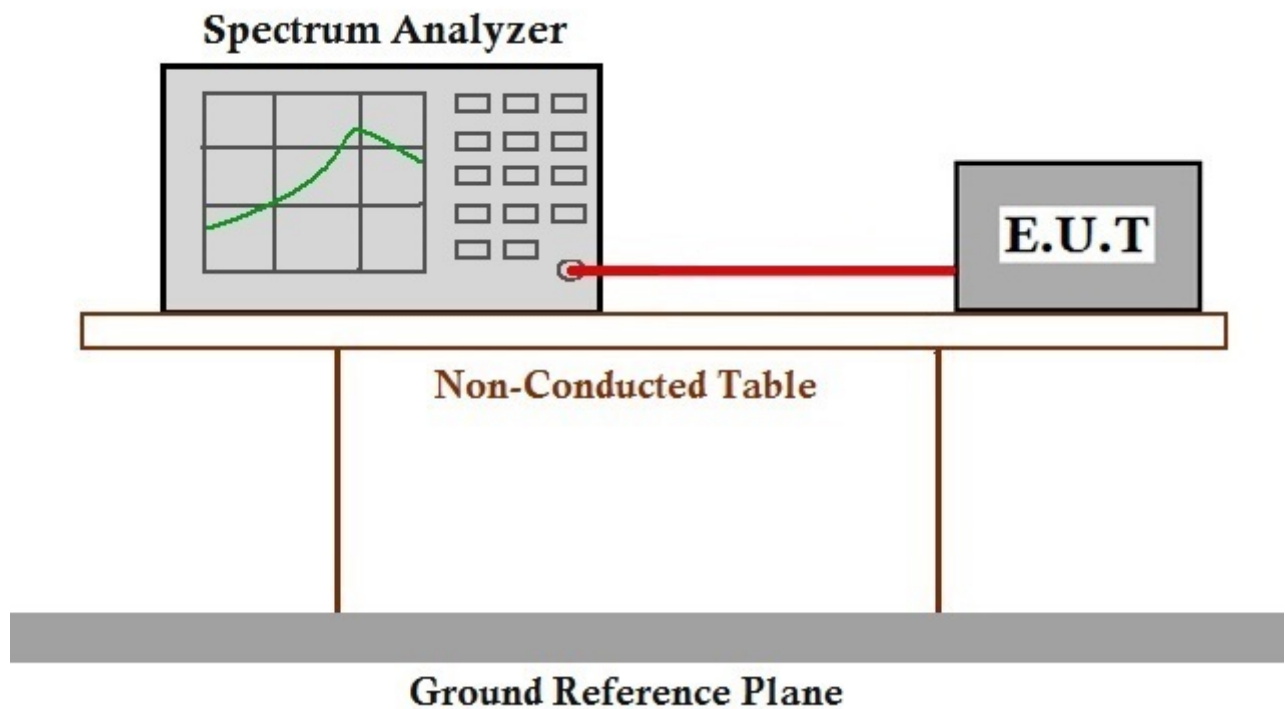 Spectrum Analyzer
E.U.T
Non-Conducted Table
Ground Reference Plane